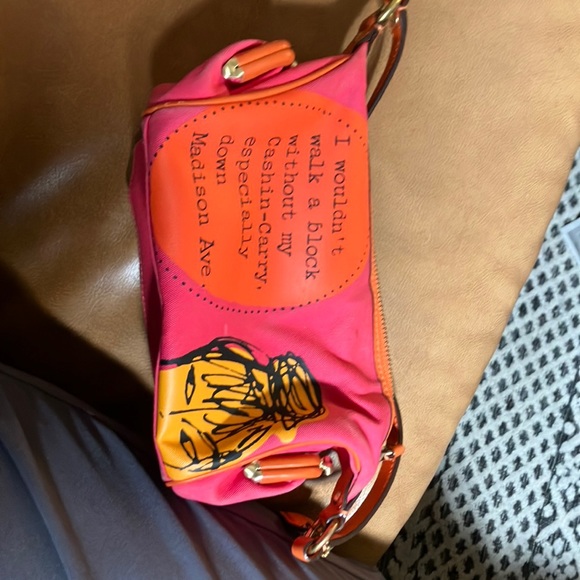 I wouldn't
walk a block
without my
Cashin-Carry,
especially
down
Madison Ave